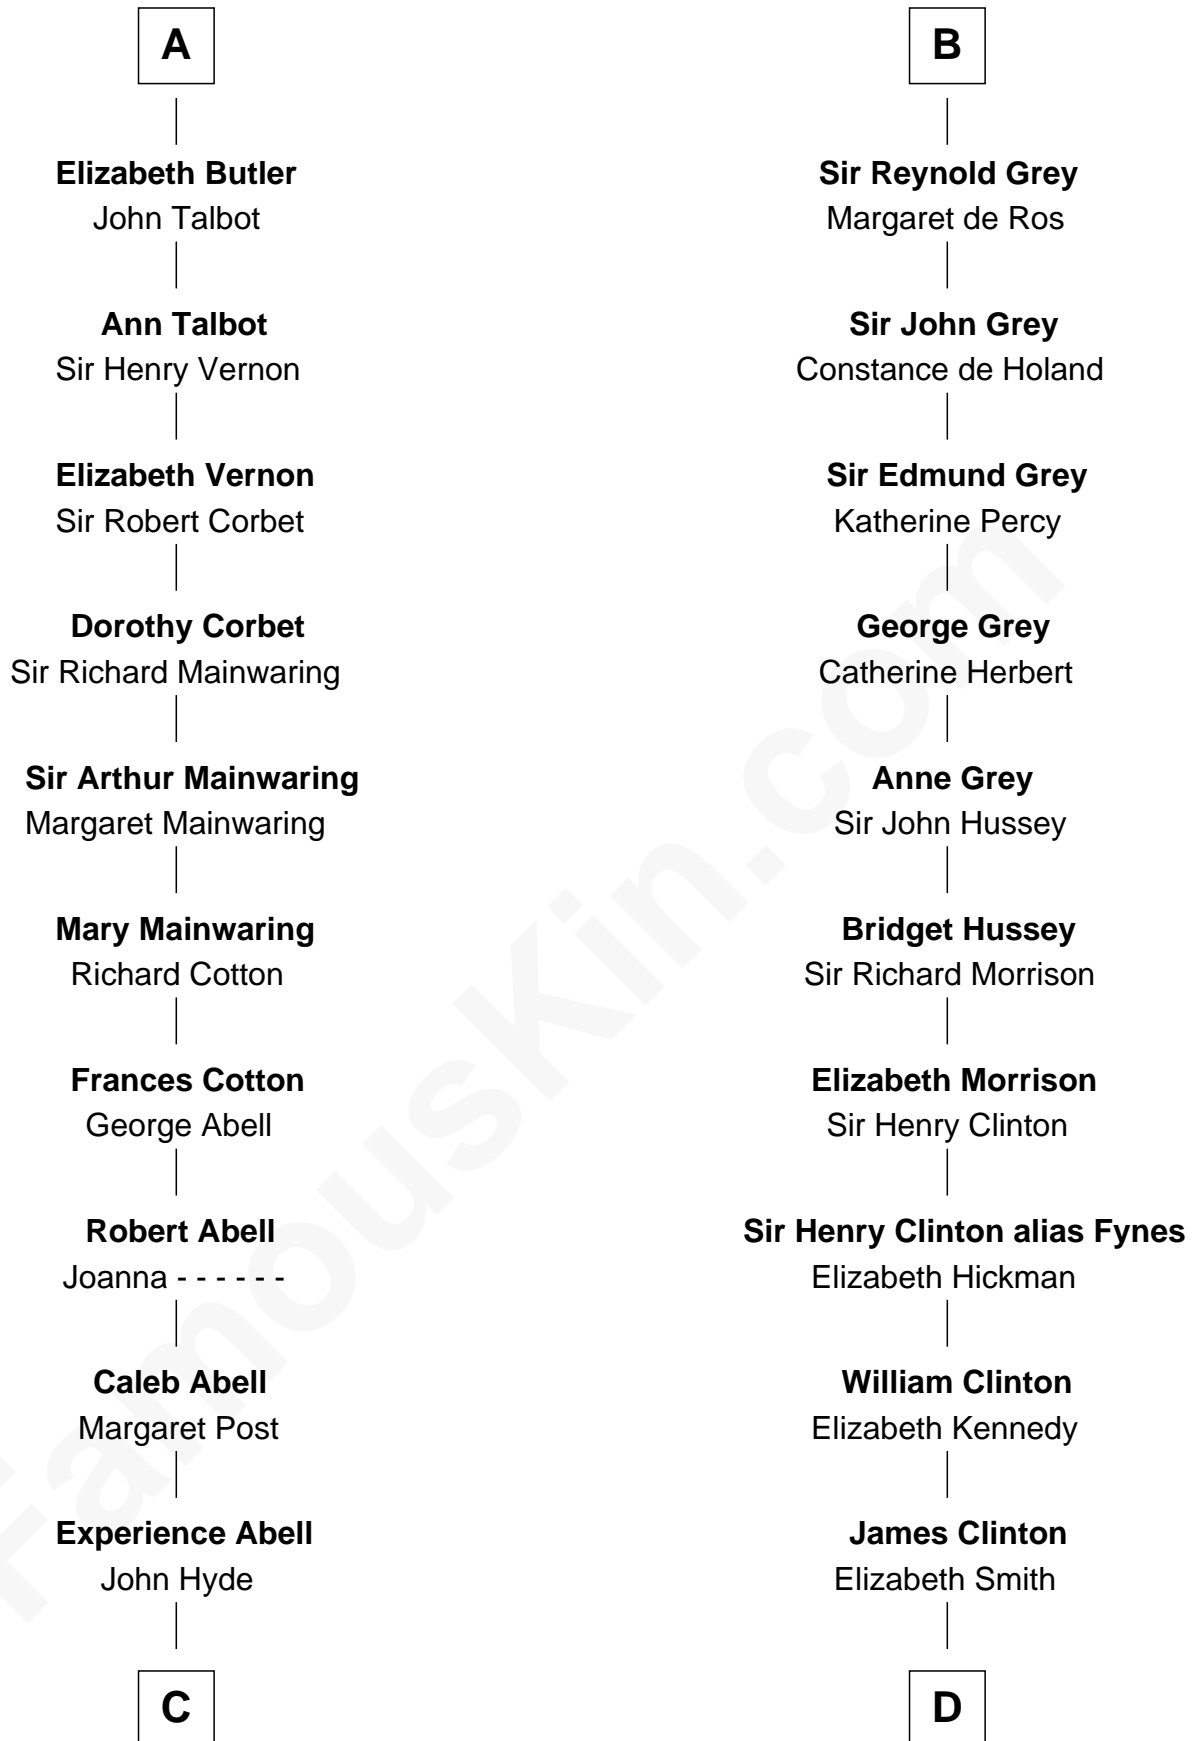 A
Elizabeth Butler
John Talbot
Ann Talbot
Sir Henry Vernon
Elizabeth Vernon
Sir Robert Corbet
Dorothy Corbet
Sir Richard Mainwaring
Sir Arthur Mainwaring
Margaret Mainwaring
Mary Mainwaring
Richard Cotton
Frances Cotton
George Abell
Robert Abell
Joanna - - - - - -
Caleb Abell
Margaret Post
Experience Abell
John Hyde
C
B
Sir Reynold Grey
Margaret de Ros
Sir John Grey
Constance de Holand
Sir Edmund Grey
Katherine Percy
George Grey
Catherine Herbert
Anne Grey
Sir John Hussey
Bridget Hussey
Sir Richard Morrison
Elizabeth Morrison
Sir Henry Clinton
Sir Henry Clinton alias Fynes
Elizabeth Hickman
William Clinton
Elizabeth Kennedy
James Clinton
Elizabeth Smith
D
FamousKin.com